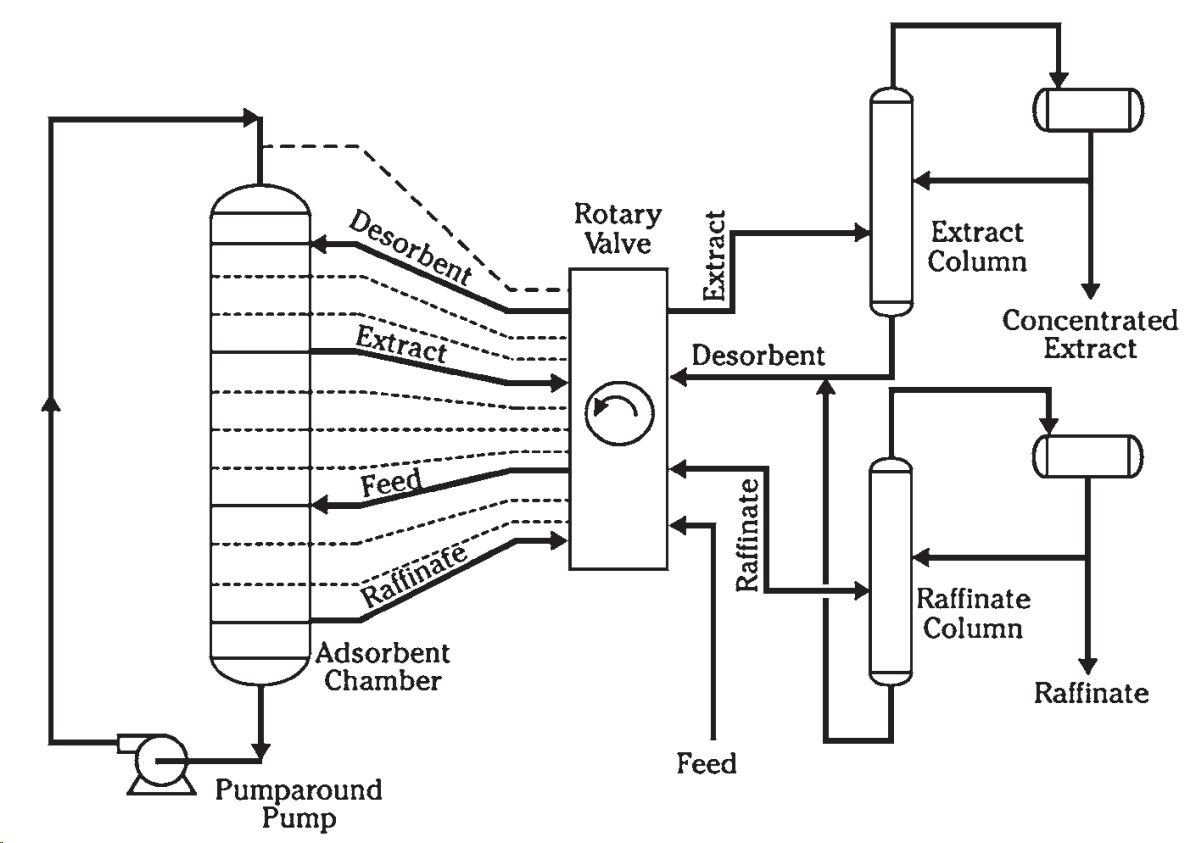 Rotary
Valve
Desorbent
Extract
Feed
Raffinate
Adsorbent
Chamber
Pumparound
Pump
Extract
Desorbent
Raffinate
Feed
Extract
Column
Concentrated
Extract
Raffinate
Column
Raffinate